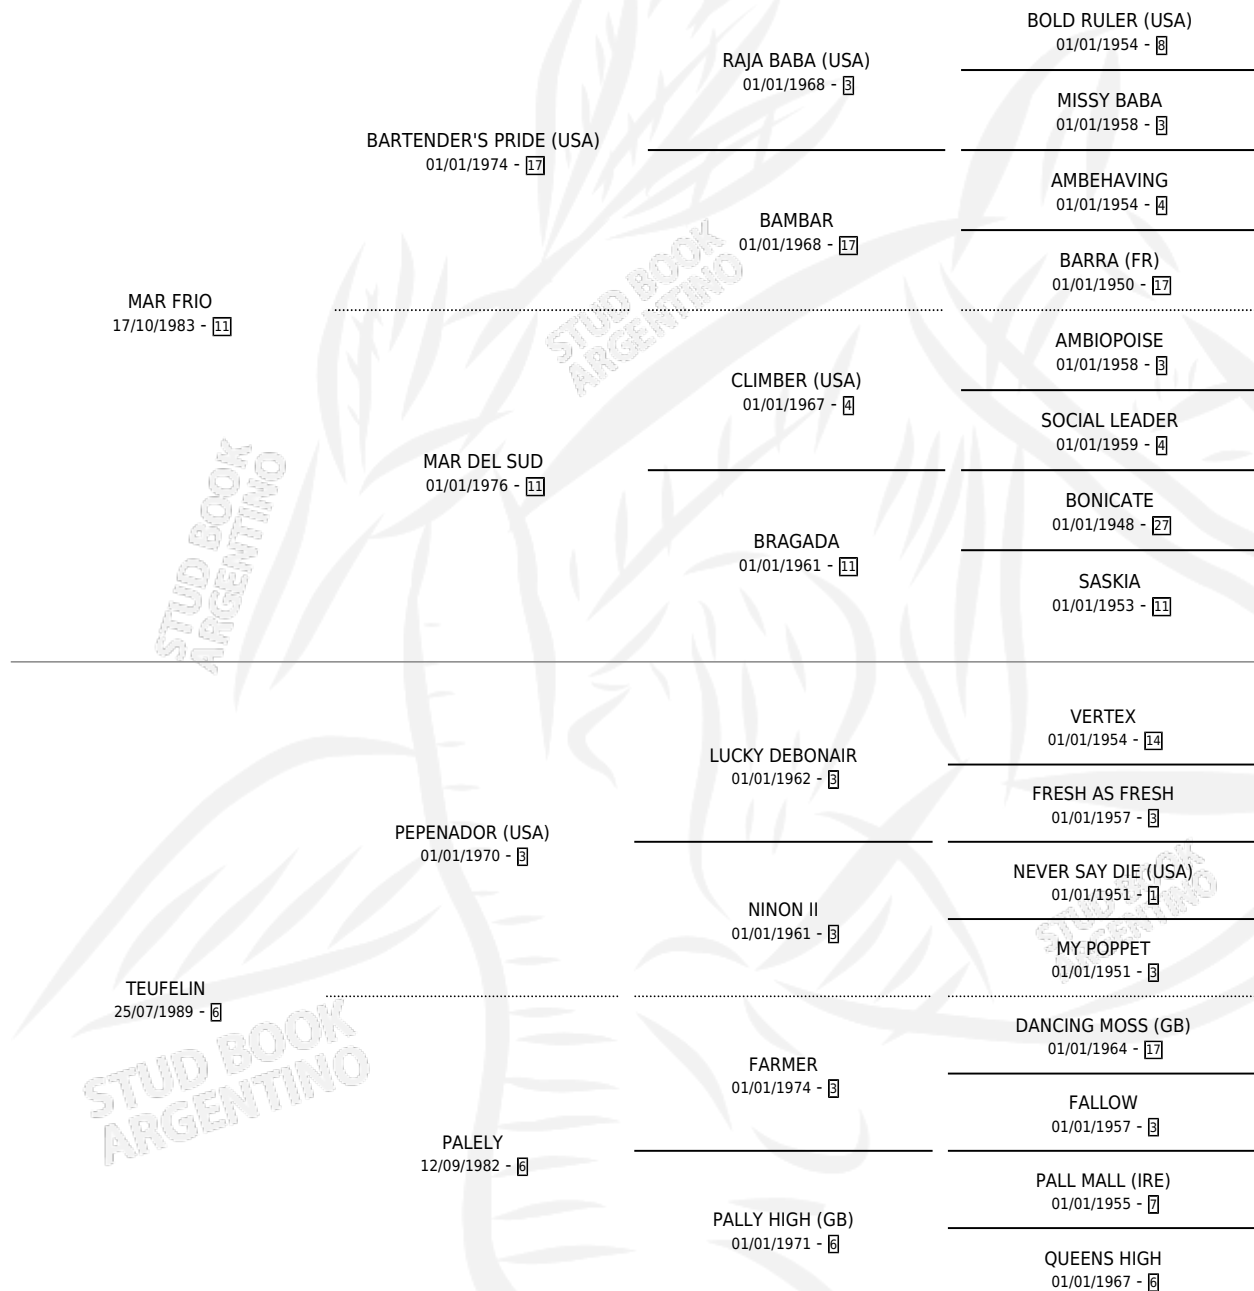 BOLD RULER (USA)
01/01/1954 - 8
RAJA BABA (USA)
01/01/1968 - 3
MISSY BABA
01/01/1958 - 3
BARTENDER'S PRIDE (USA)
01/01/1974 - 17
AMBEHAVING
01/01/1954 - 4
BAMBAR
01/01/1968 - 17
BARRA (FR)
01/01/1950 - 17
MAR FRIO
17/10/1983 - 11
AMBIOPOISE
01/01/1958 - 3
CLIMBER (USA)
01/01/1967 - 4
SOCIAL LEADER
01/01/1959 - 4
MAR DEL SUD
01/01/1976 - 11
BONICATE
01/01/1948 - 27
BRAGADA
01/01/1961 - 11
SASKIA
01/01/1953 - 11
VERTEX
01/01/1954 - 14
LUCKY DEBONAIR
01/01/1962 - 3
FRESH AS FRESH
01/01/1957 - 3
PEPENADOR (USA)
01/01/1970 - 3
NEVER SAY DIE (USA)
01/01/1951 - 1
NINON II
01/01/1961 - 3
MY POPPET
01/01/1951 - 3
TEUFELIN
25/07/1989 - 6
DANCING MOSS (GB)
01/01/1964 - 17
FARMER
01/01/1974 - 3
FALLOW
01/01/1957 - 3
PALELY
12/09/1982 - 6
PALL MALL (IRE)
01/01/1955 - 7
PALLY HIGH (GB)
01/01/1971 - 6
QUEENS HIGH
01/01/1967 - 6
STUD BOOK
ARGENTINO
STUD BOOK
ARGENTINO
STUD BOOK
ARGENTINO
STUD BOOK
ARGENTINO